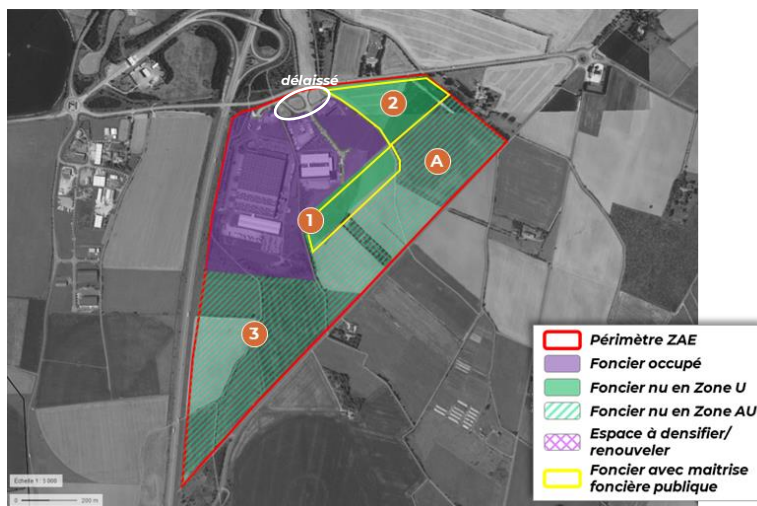 délaissé
2
A
1
3
Périmètre ZAE
Foncier occupé
Foncier nu en Zone U
Foncier nu en Zone AU
Espace à densifier/
renouveler
Foncier avec maitrise
foncière publique
0 200 m